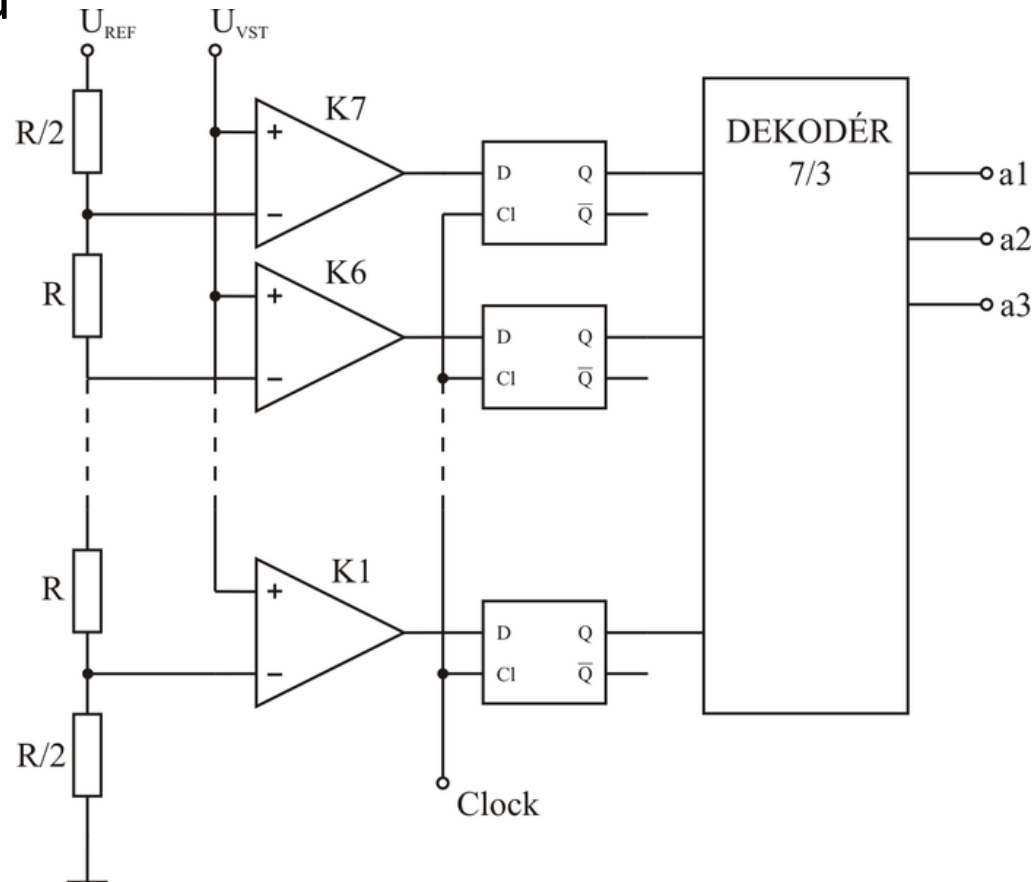 U_REF U_VST
R/2
K7
+
−
D Q
Cl Q̅
DEKODÉR
7/3
a1
a2
a3
R
K6
+
−
D Q
Cl Q̅
R
K1
+
−
D Q
Cl Q̅
R/2
Clock